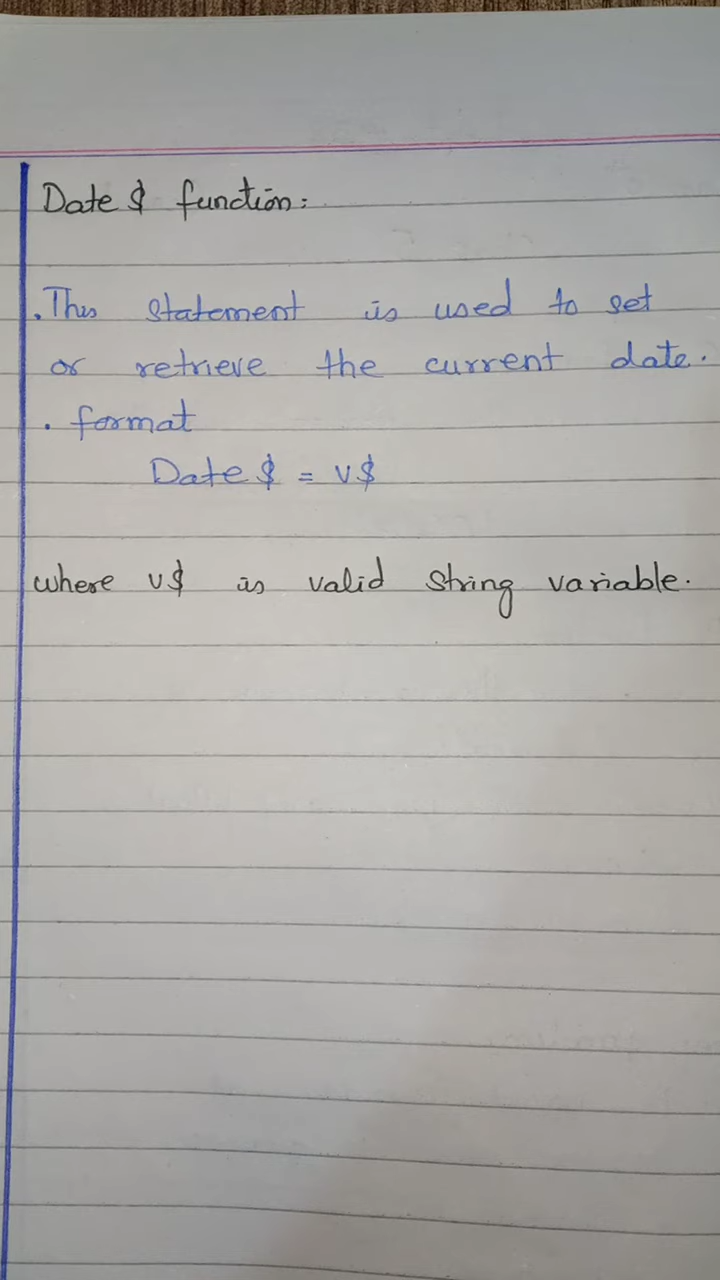 Date $ function:
. This statement is used to set
or retrieve the current date.
. format
Date $ = v$
where v$ is valid string variable.